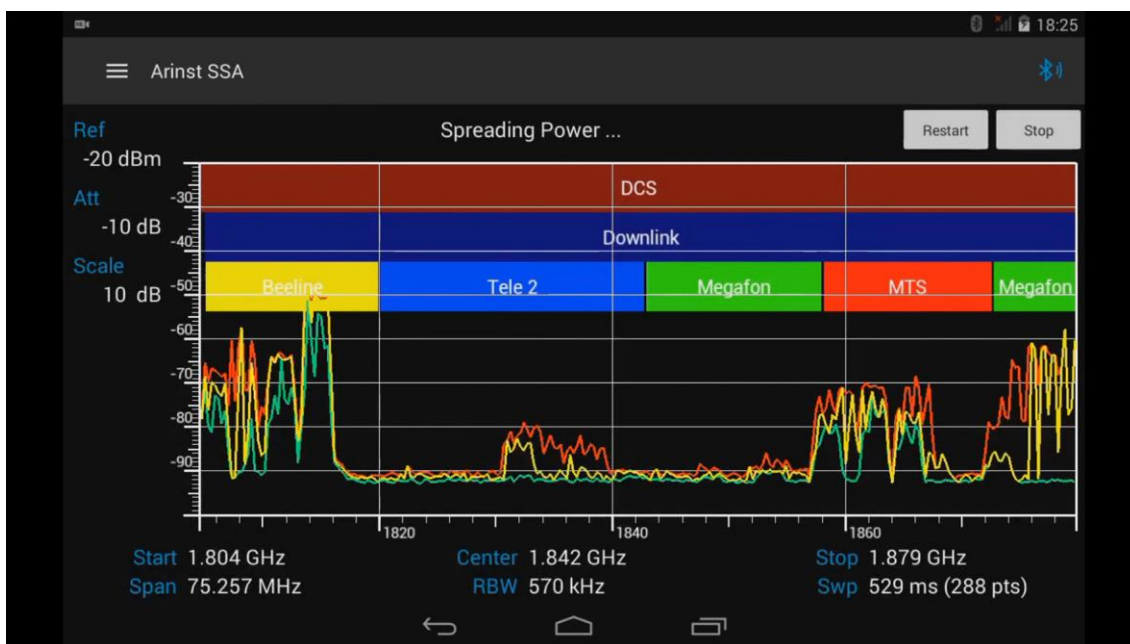 18:25
Arinst SSA
Ref
Spreading Power ...
Restart
Stop
-20 dBm
Att
-10 dB
Scale
10 dB
-30
-40
-50
-60
-70
-80
-90
DCS
Downlink
Beeline
Tele 2
Megafon
MTS
Megafon
1820
1840
1860
Start 1.804 GHz
Center 1.842 GHz
Stop 1.879 GHz
Span 75.257 MHz
RBW 570 kHz
Swp 529 ms (288 pts)